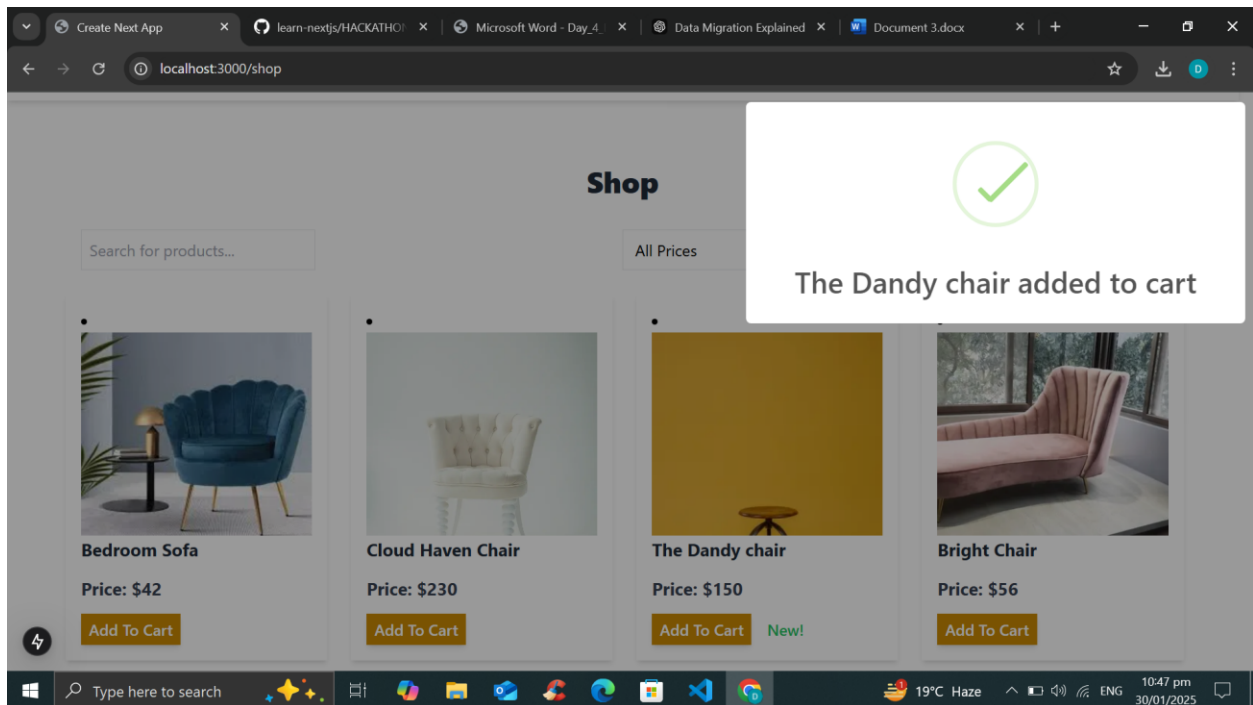 Create Next App
learn-nextjs/HACKATHON
Microsoft Word - Day_4_
Data Migration Explained
Document 3.docx
localhost:3000/shop
D
Shop
Search for products...
All Prices
The Dandy chair added to cart
Bedroom Sofa
Cloud Haven Chair
The Dandy chair
Bright Chair
Price: $42
Price: $230
Price: $150
Price: $56
Add To Cart
Add To Cart
Add To Cart
New!
Add To Cart
Type here to search
19°C Haze
ENG
10:47 pm
30/01/2025